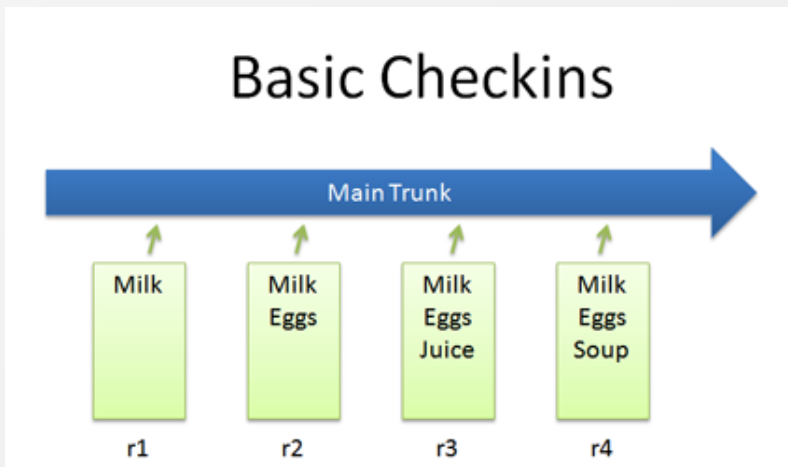 Basic Checkins
Main Trunk
Milk
Milk
Eggs
Milk
Eggs
Juice
Milk
Eggs
Soup
r1
r2
r3
r4